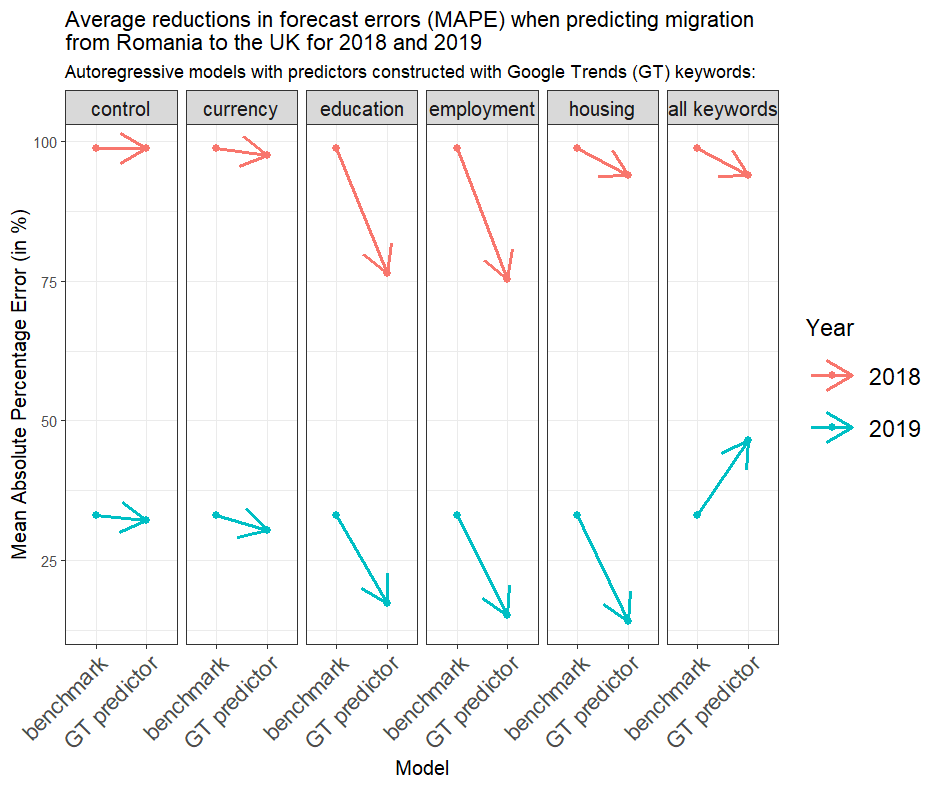 Average reductions in forecast errors (MAPE) when predicting migration
from Romania to the UK for 2018 and 2019
Autoregressive models with predictors constructed with Google Trends (GT) keywords:
control
currency
education
employment
housing
all keywords
Mean Absolute Percentage Error (in %)
100
75
50
25
benchmark
GT predictor
benchmark
GT predictor
benchmark
GT predictor
benchmark
GT predictor
benchmark
GT predictor
benchmark
GT predictor
Model
Year
2018
2019